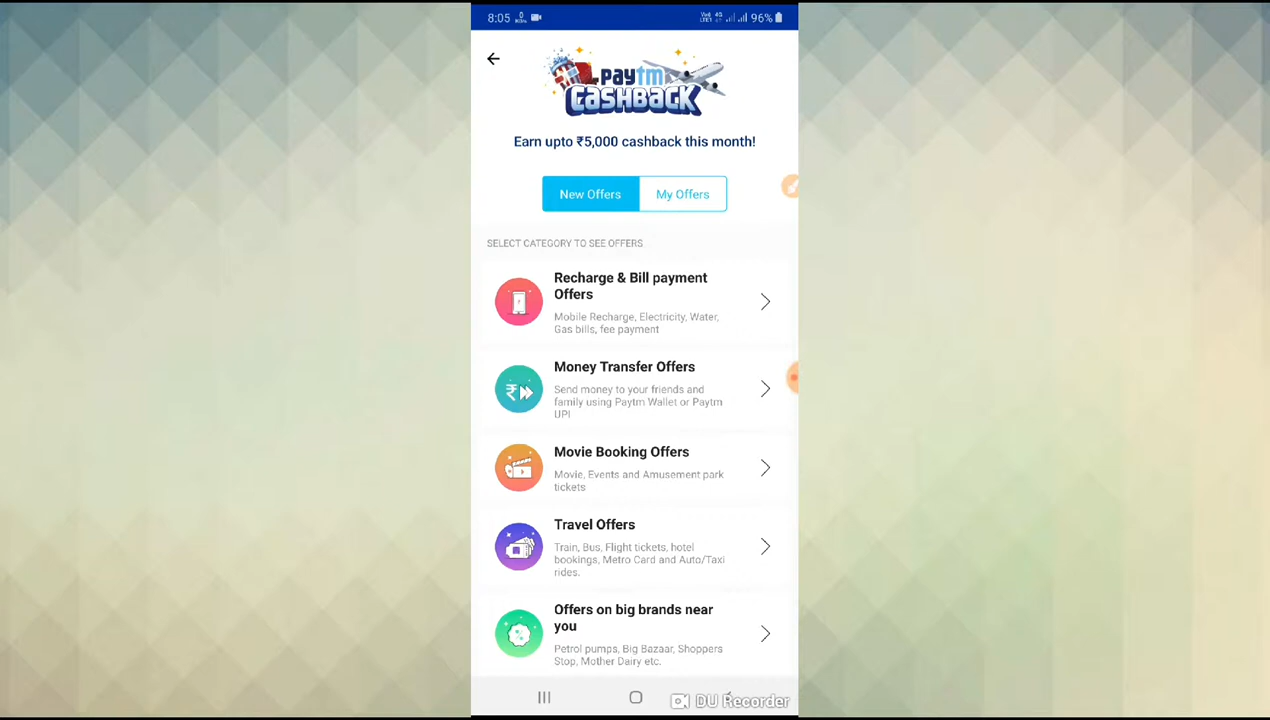 8:05 96%
paytm
CASHBACK
Earn upto ₹5,000 cashback this month!
New Offers My Offers
SELECT CATEGORY TO SEE OFFERS
Recharge & Bill payment
Offers
Mobile Recharge, Electricity, Water,
Gas bills, fee payment
Money Transfer Offers
Send money to your friends and
family using Paytm Wallet or Paytm
UPI
Movie Booking Offers
Movie, Events and Amusement park
tickets
Travel Offers
Train, Bus, Flight tickets, hotel
bookings, Metro Card and Auto/Taxi
rides.
Offers on big brands near
you
Petrol pumps, Big Bazaar, Shoppers
Stop, Mother Dairy etc.
DU Recorder